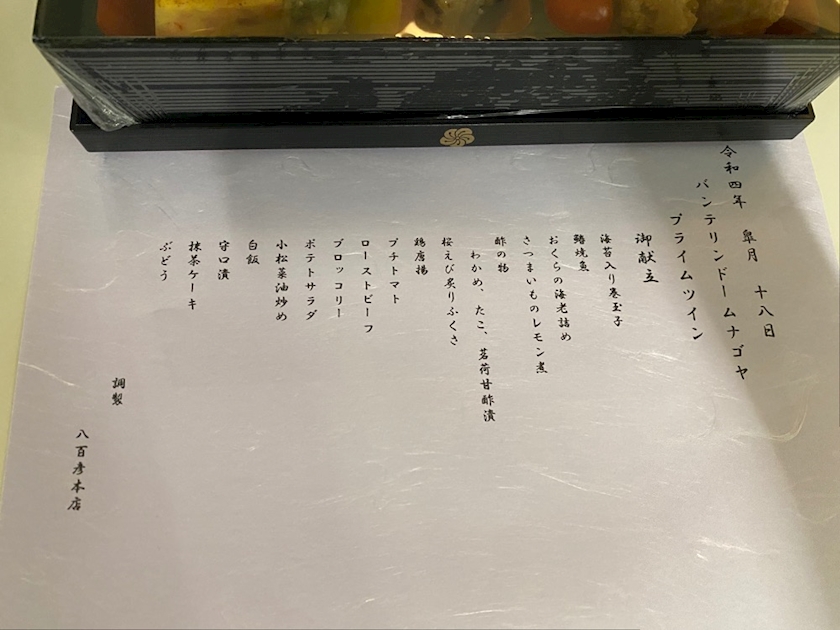 令和四年 皐月 十八日
バンテリンドームナゴヤ
プライムツイン
御献立
海苔入り巻玉子
鰆焼魚
おくらの海老詰め
さつまいものレモン煮
酢の物
わかめ、たこ、茗荷甘酢漬
桜えび炙りふくさ
鶏唐揚
プチトマト
ローストビーフ
ブロッコリー
ポテトサラダ
小松菜油炒め
白飯
守口漬
抹茶ケーキ
ぶどう
調製
八百彦本店